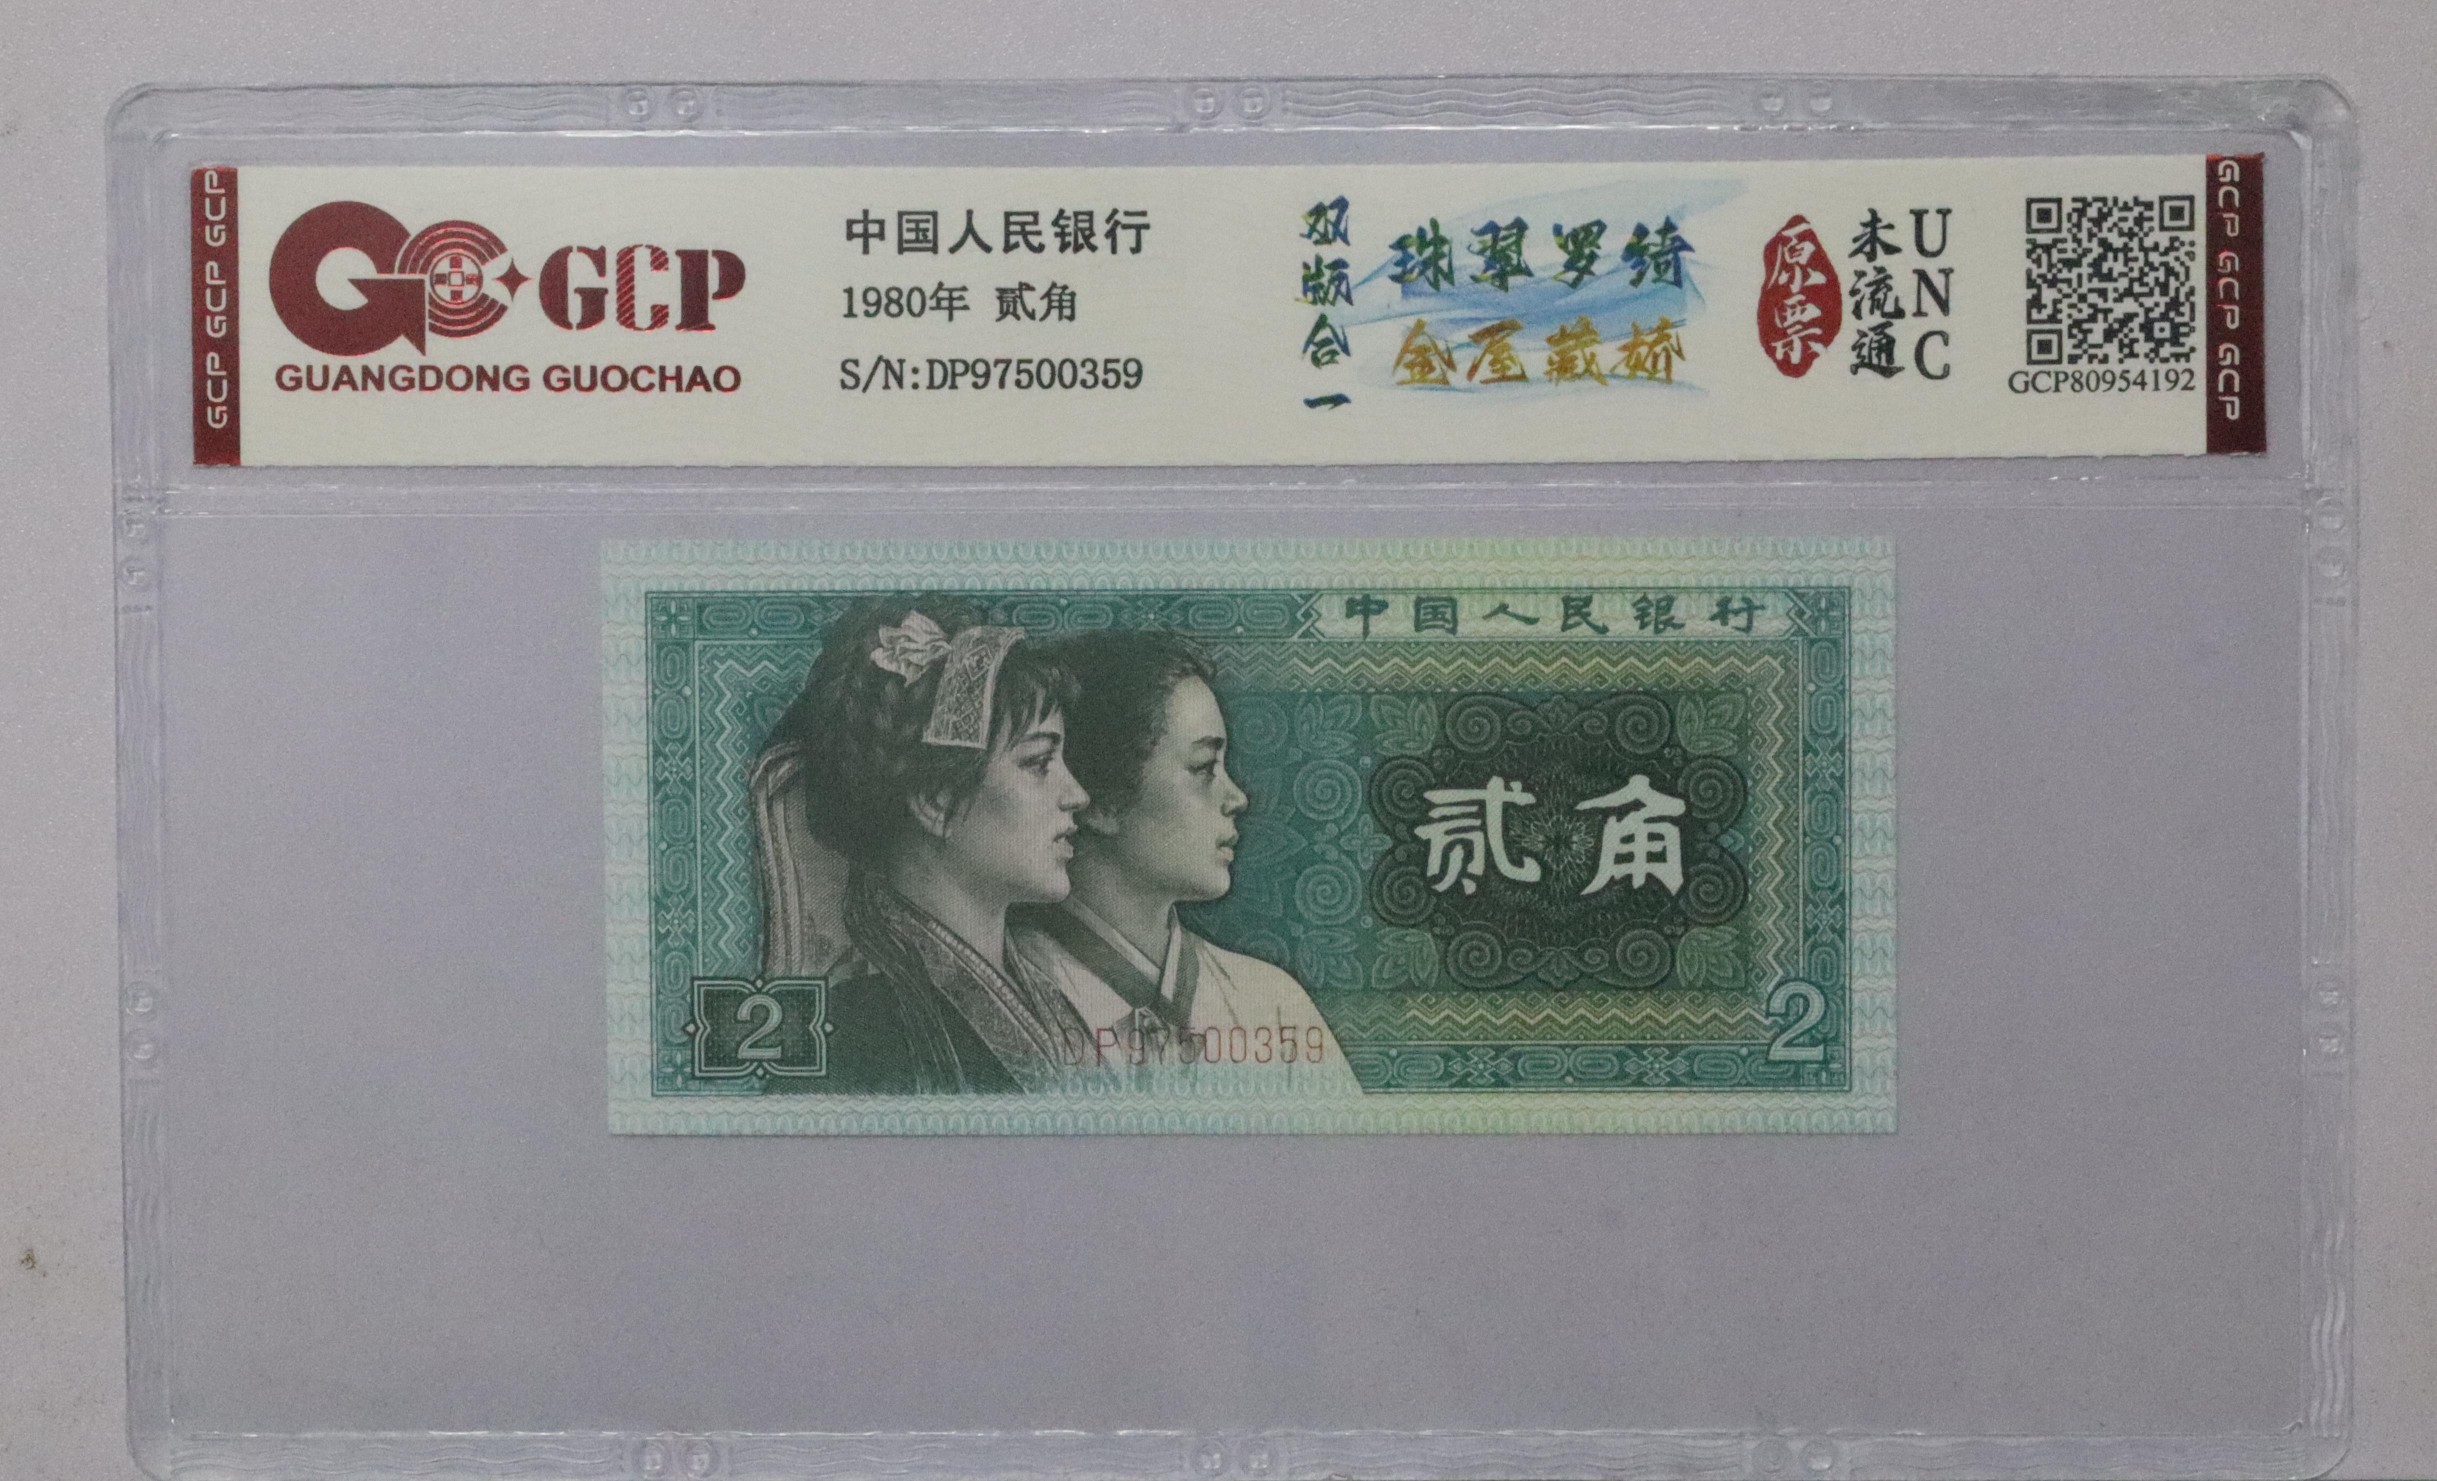 GCP GCP GCP
GCP
GUANGDONG GUOCHAO
中国人民银行
1980年 贰角
S/N:DP97500359
双
版
合
一
珠翠罗绮
金屋藏娇
原票
未流通
UNC
GCP80954192
GCP GCP GCP
中国人民银行
贰角
2
DP97500359
2